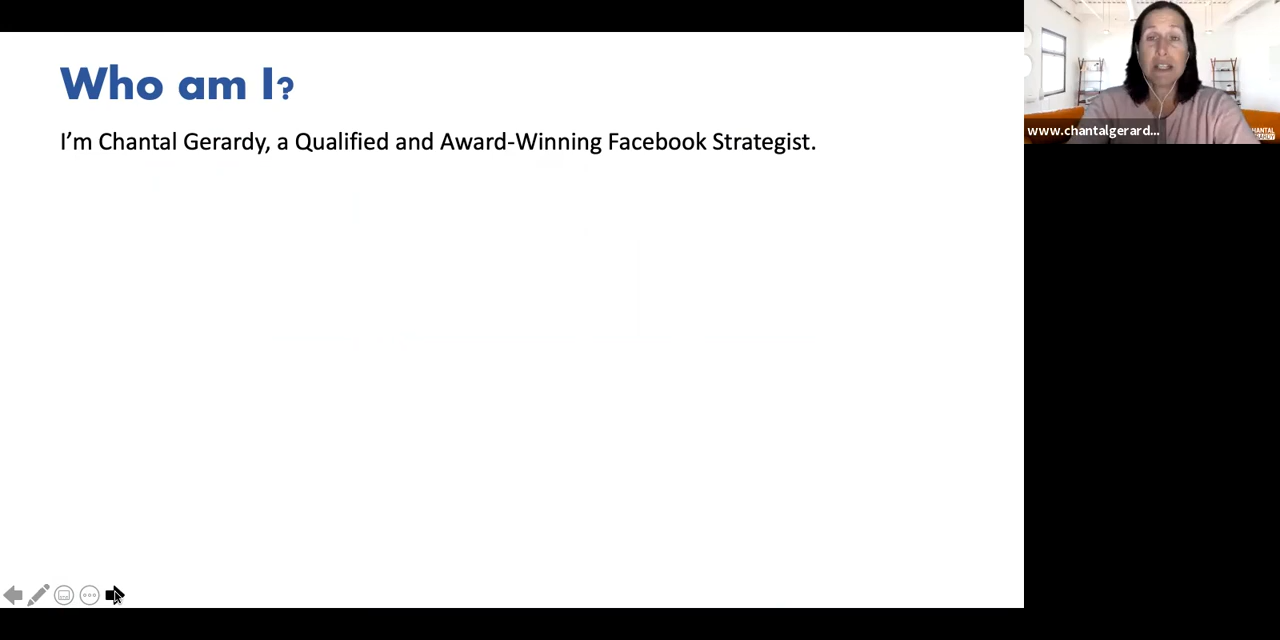 Who am I?
I'm Chantal Gerardy, a Qualified and Award-Winning Facebook Strategist.
www.chantalgerard...